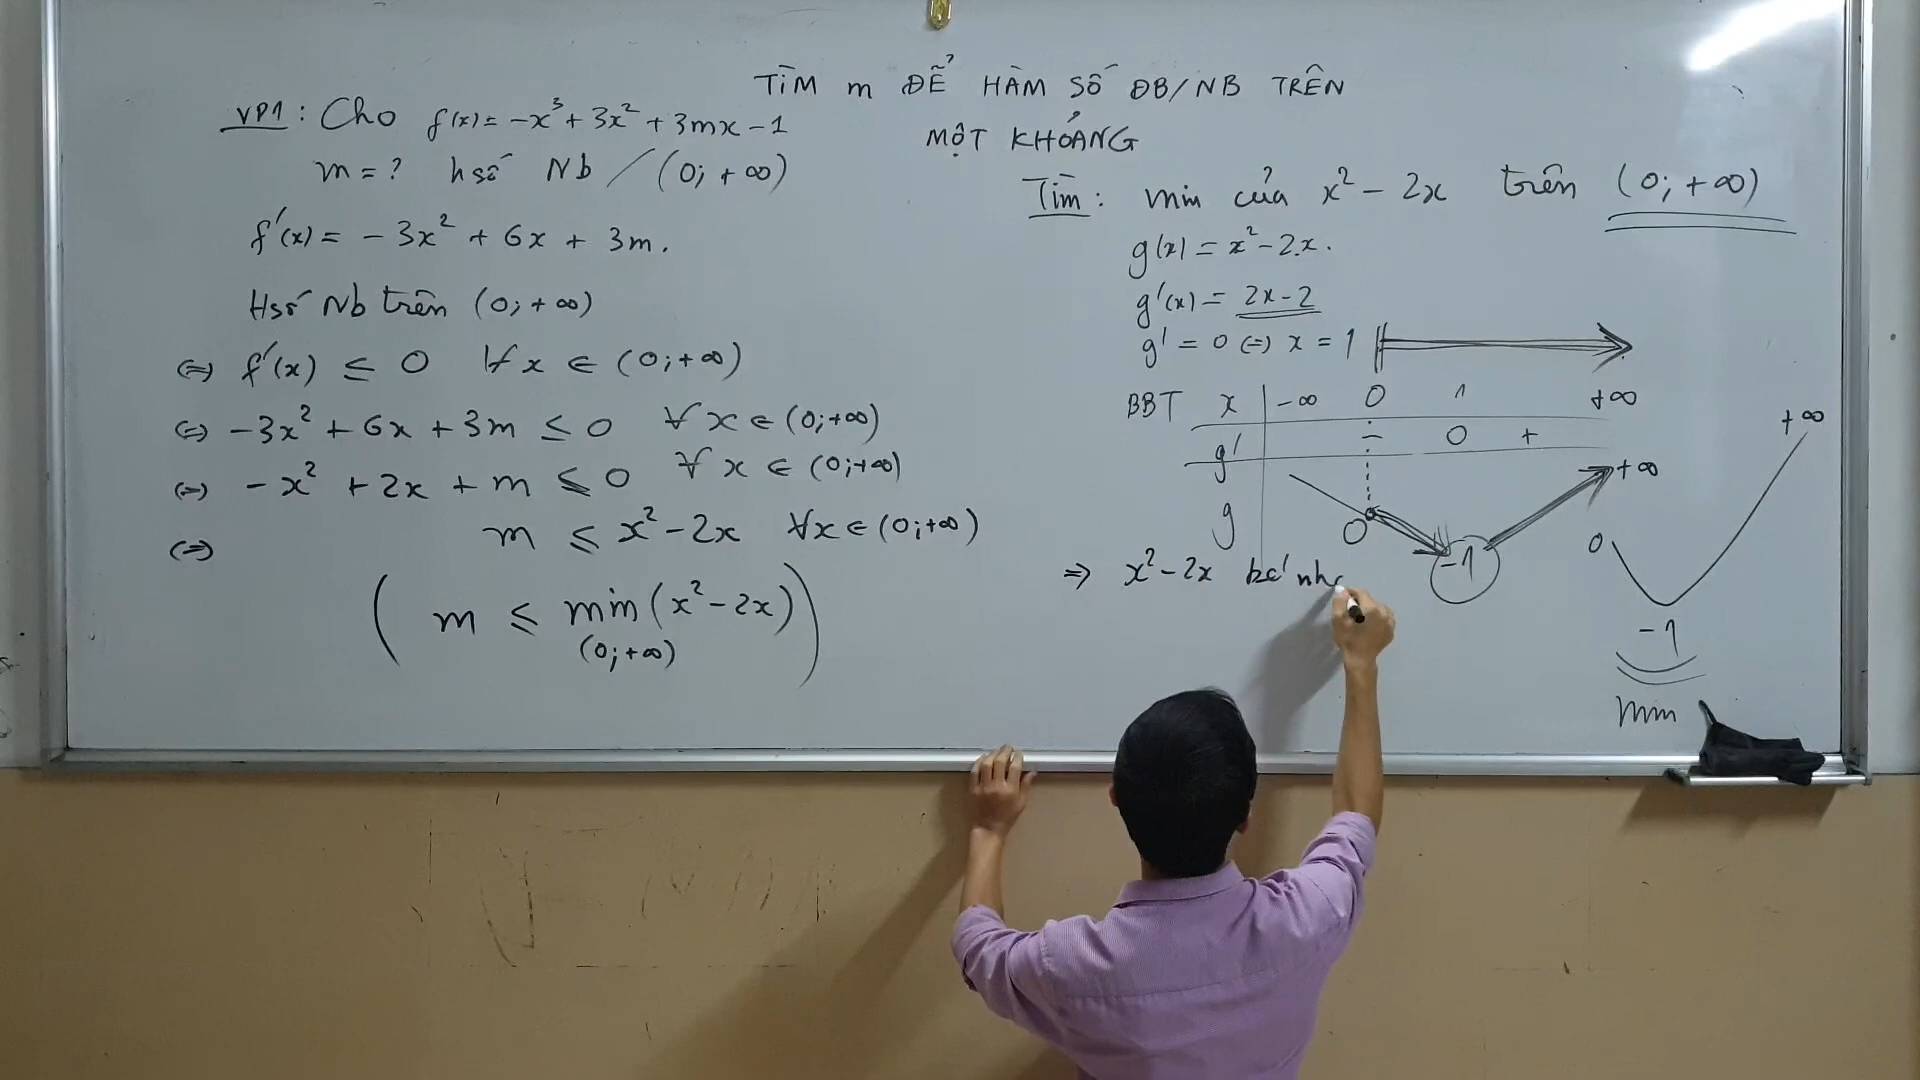 TÌM m ĐỂ HÀM SỐ ĐB/NB TRÊN
MỘT KHOẢNG
VD1: Cho f(x) = -x³ + 3x² + 3mx - 1
m = ? hsố Nb / (0; +∞)
f'(x) = - 3x² + 6x + 3m.
Hsố Nb trên (0; +∞)
⇔ f'(x) ≤ 0 ∀x ∈ (0; +∞)
⇔ -3x² + 6x + 3m ≤ 0 ∀x ∈ (0; +∞)
⇔ - x² + 2x + m ≤ 0 ∀x ∈ (0; +∞)
⇔ m ≤ x² - 2x ∀x ∈ (0; +∞)
( m ≤ min (x² - 2x) )
(0; +∞)
Tìm: min của x² - 2x trên (0; +∞)
g(x) = x² - 2x.
g'(x) = 2x - 2
g' = 0 ⇔ x = 1
BBT x -∞ 0 1 +∞
g' - 0 +
+∞
g 0 -1
⇒ x² - 2x bé nh
+∞
0
-1
min